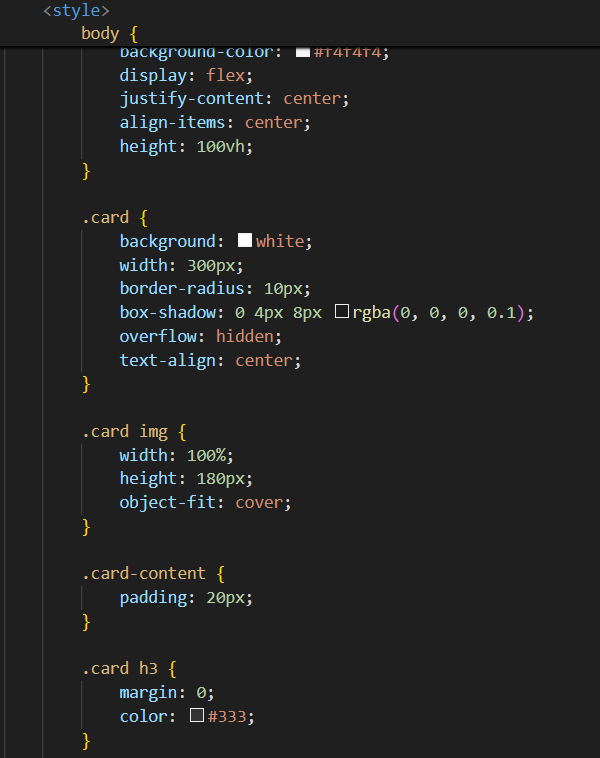 <style>
body {
background-color: #f4f4f4;
display: flex;
justify-content: center;
align-items: center;
height: 100vh;
}
.card {
background: white;
width: 300px;
border-radius: 10px;
box-shadow: 0 4px 8px rgba(0, 0, 0, 0.1);
overflow: hidden;
text-align: center;
}
.card img {
width: 100%;
height: 180px;
object-fit: cover;
}
.card-content {
padding: 20px;
}
.card h3 {
margin: 0;
color: #333;
}